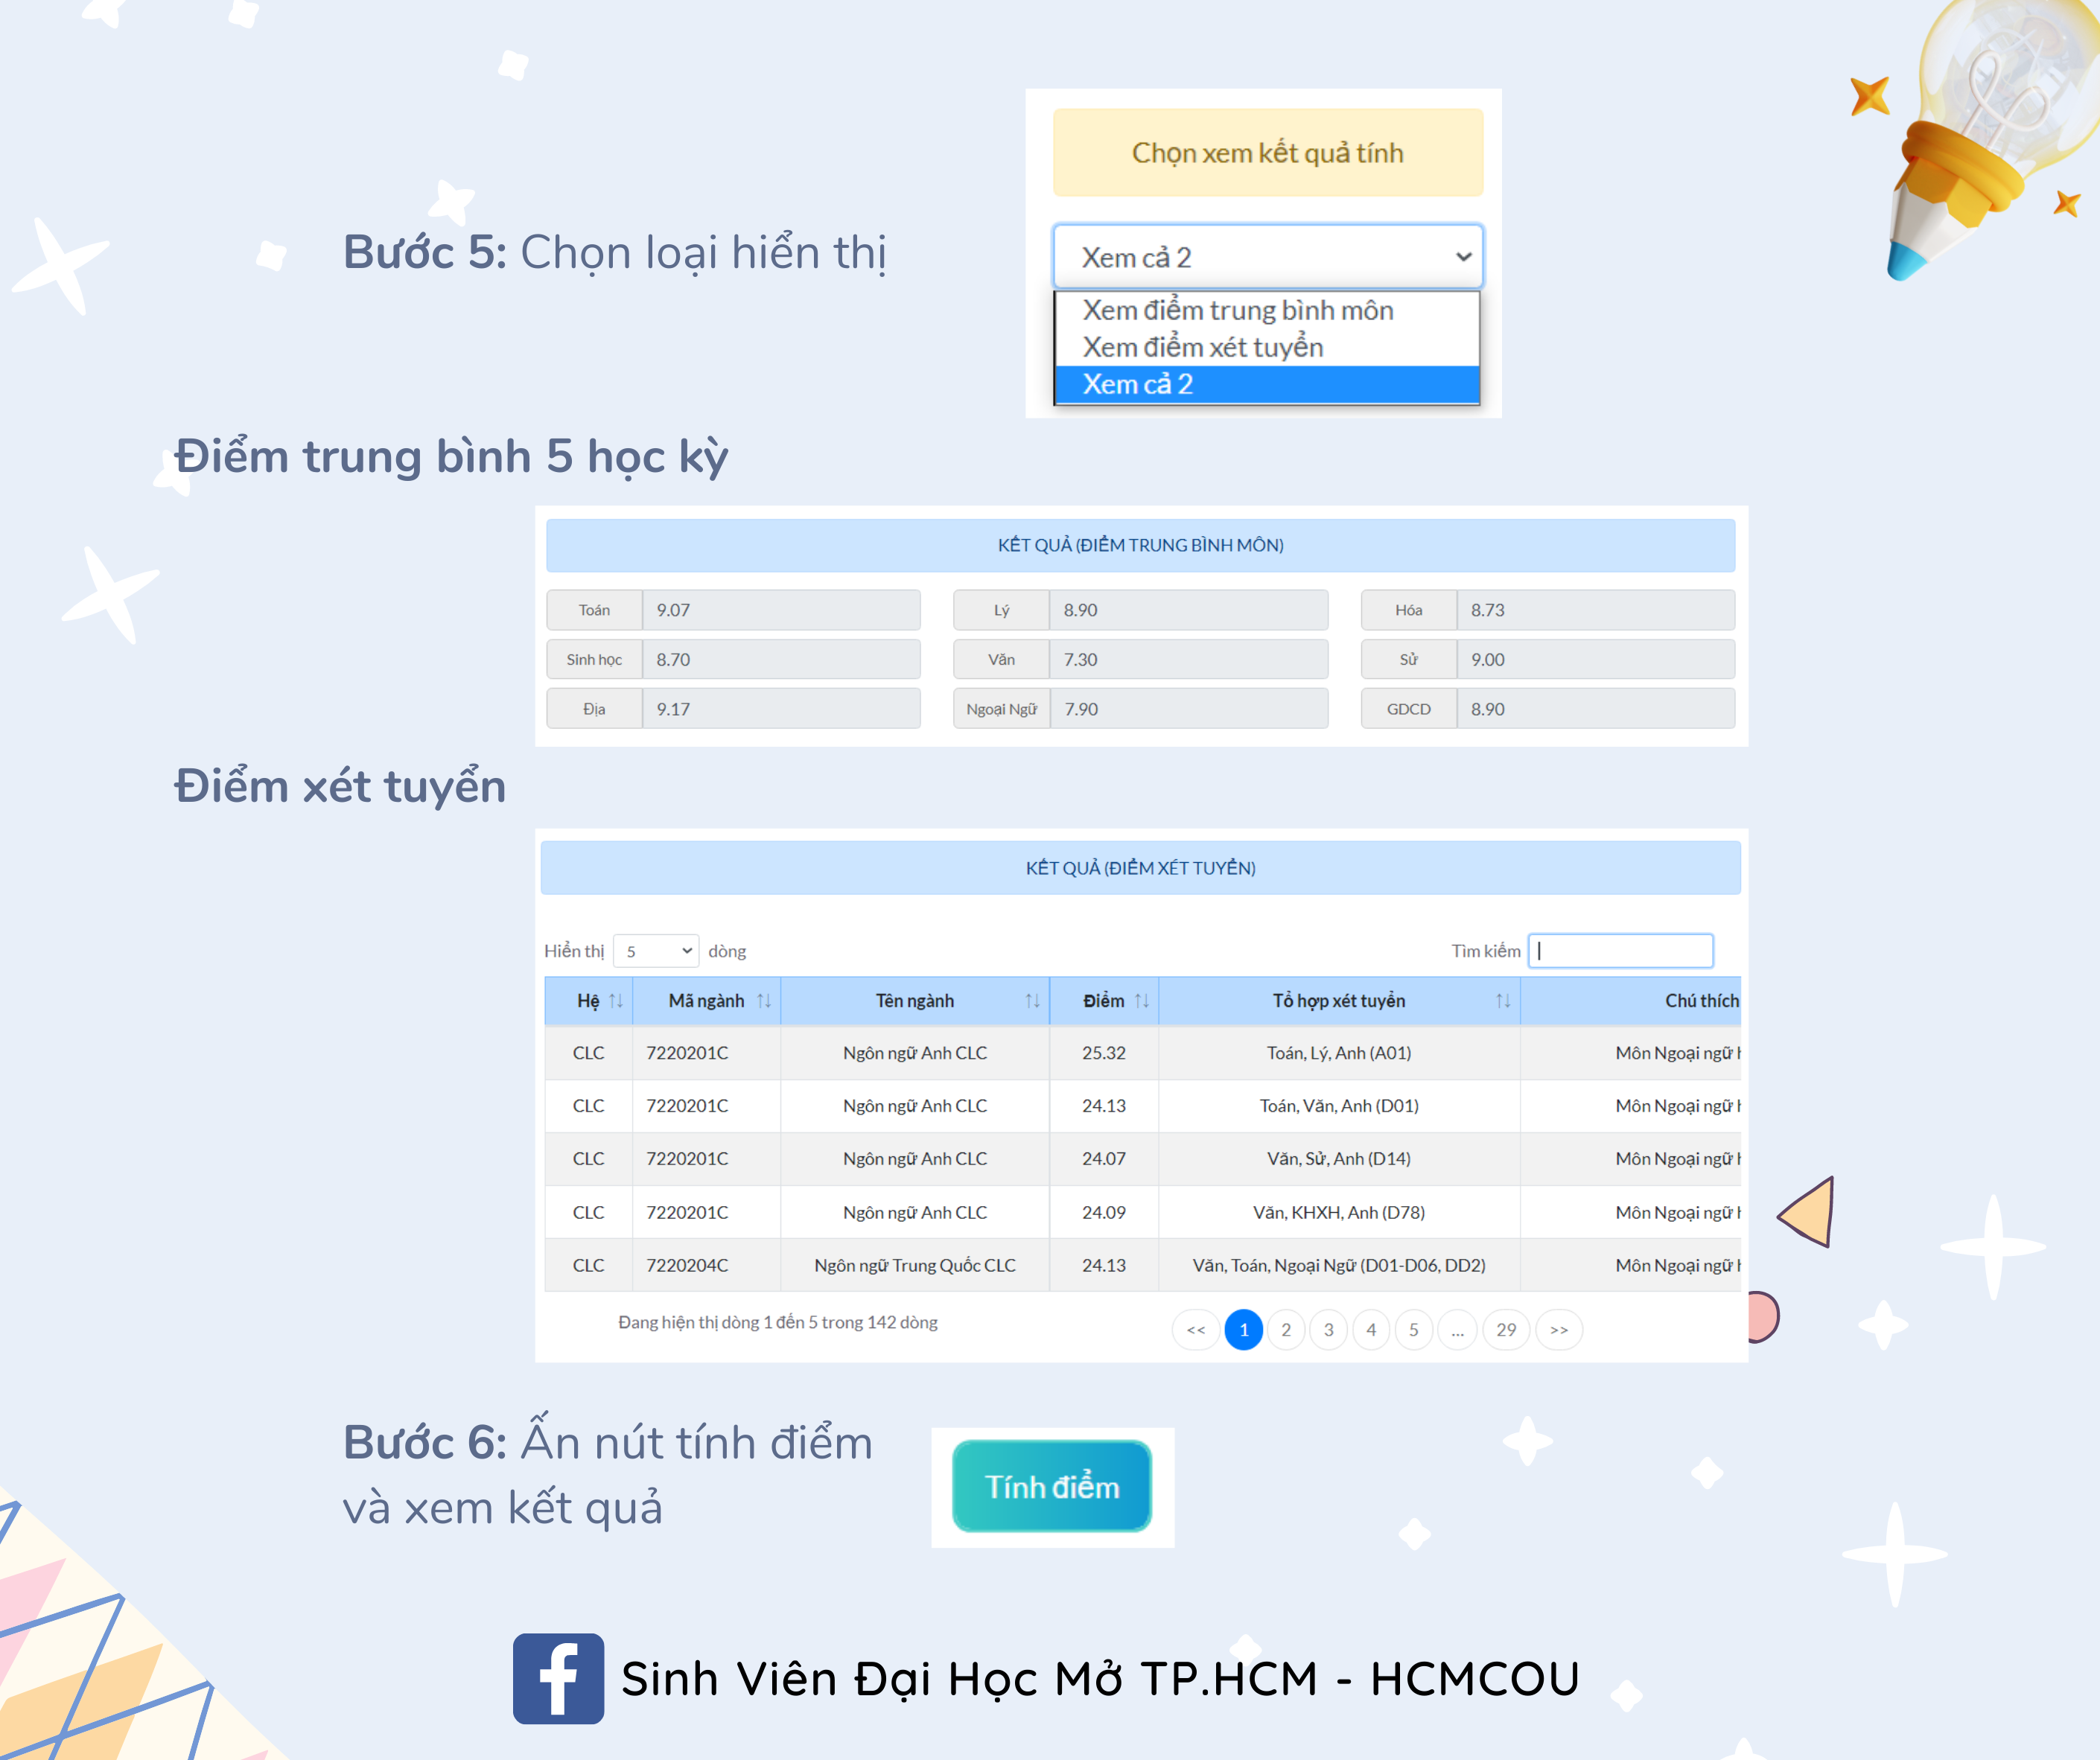 Chọn xem kết quả tính
Bước 5: Chọn loại hiển thị
Xem cả 2
Xem điểm trung bình môn
Xem điểm xét tuyển
Xem cả 2
Điểm trung bình 5 học kỳ
KẾT QUẢ (ĐIỂM TRUNG BÌNH MÔN)
Toán 9.07 Lý 8.90 Hóa 8.73
Sinh học 8.70 Văn 7.30 Sử 9.00
Địa 9.17 Ngoại Ngữ 7.90 GDCD 8.90
Điểm xét tuyển
KẾT QUẢ (ĐIỂM XÉT TUYỂN)
Hiển thị 5 dòng Tìm kiếm
Hệ Mã ngành Tên ngành Điểm Tổ hợp xét tuyển Chú thích
CLC 7220201C Ngôn ngữ Anh CLC 25.32 Toán, Lý, Anh (A01) Môn Ngoại ngữ
CLC 7220201C Ngôn ngữ Anh CLC 24.13 Toán, Văn, Anh (D01) Môn Ngoại ngữ
CLC 7220201C Ngôn ngữ Anh CLC 24.07 Văn, Sử, Anh (D14) Môn Ngoại ngữ
CLC 7220201C Ngôn ngữ Anh CLC 24.09 Văn, KHXH, Anh (D78) Môn Ngoại ngữ
CLC 7220204C Ngôn ngữ Trung Quốc CLC 24.13 Văn, Toán, Ngoại Ngữ (D01-D06, DD2) Môn Ngoại ngữ
Đang hiện thị dòng 1 đến 5 trong 142 dòng << 1 2 3 4 5 ... 29 >>
Bước 6: Ấn nút tính điểm
và xem kết quả
Tính điểm
Sinh Viên Đại Học Mở TP.HCM - HCMCOU